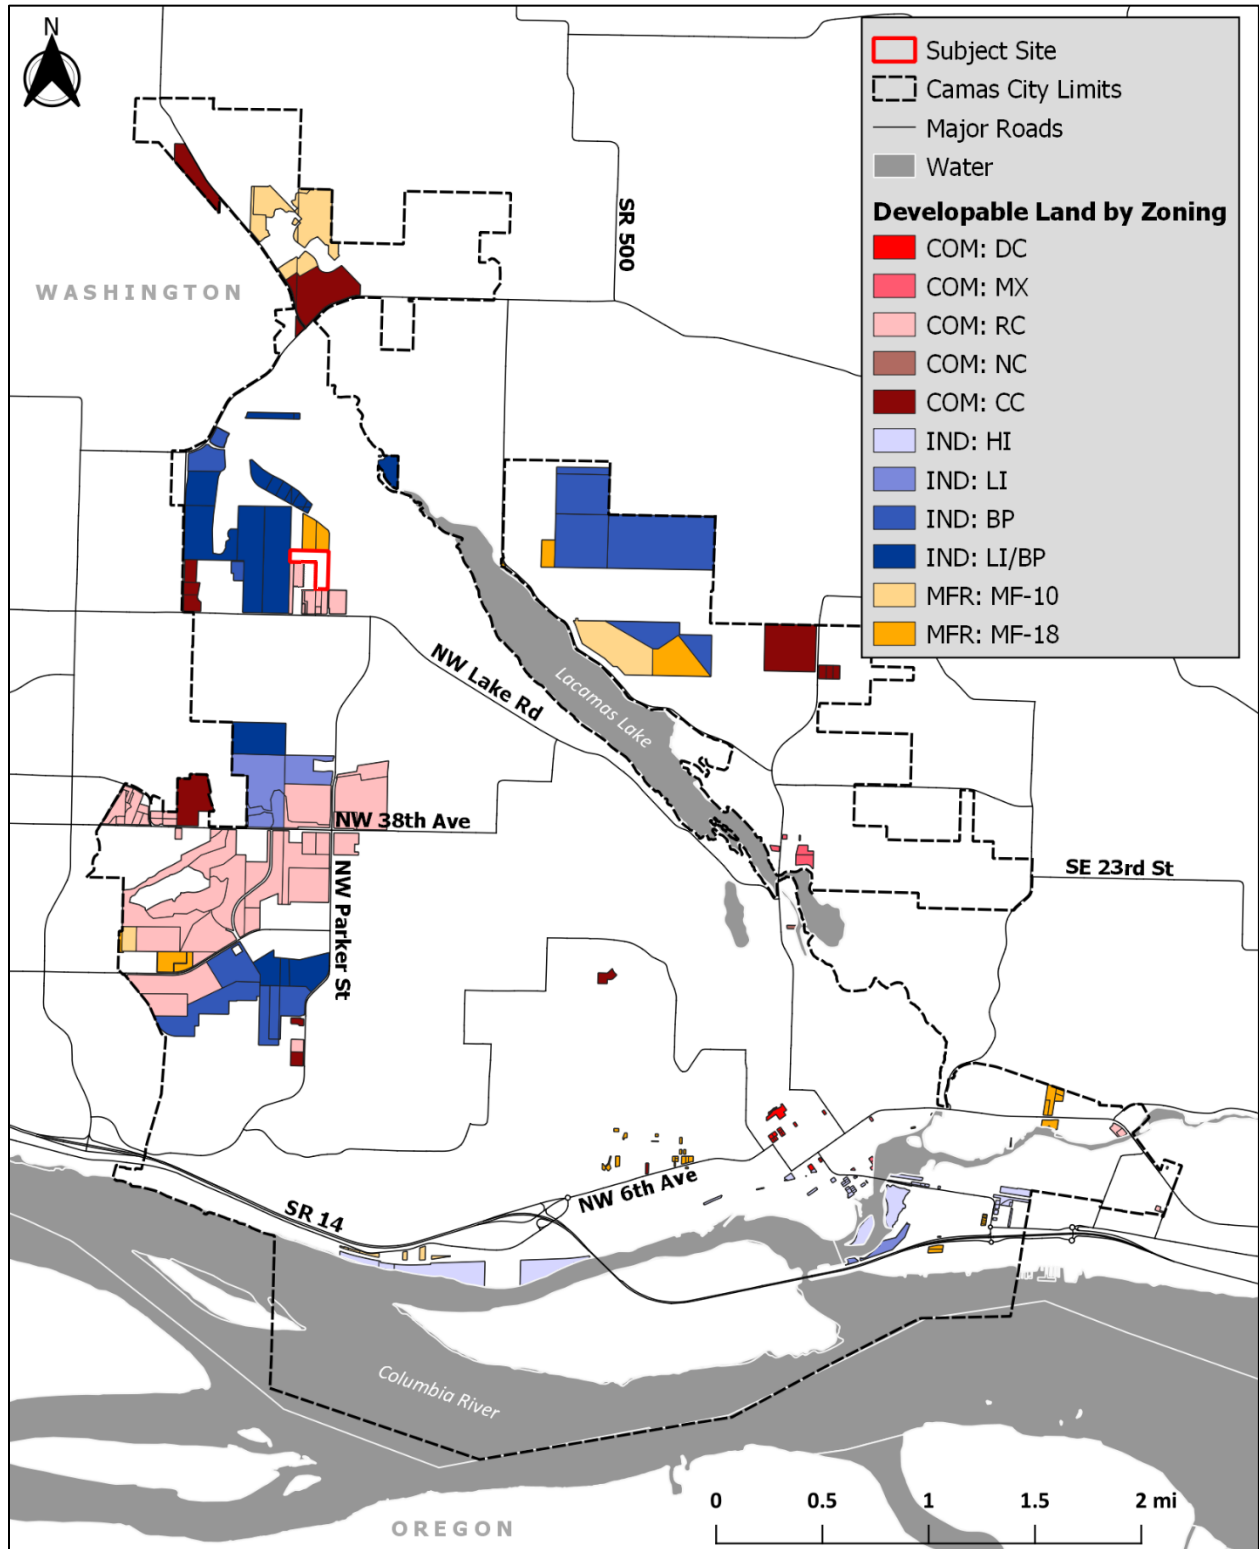 N
Subject Site
Camas City Limits
Major Roads
Water
Developable Land by Zoning
COM: DC
COM: MX
COM: RC
COM: NC
COM: CC
IND: HI
IND: LI
IND: BP
IND: LI/BP
MFR: MF-10
MFR: MF-18
SR 500
WASHINGTON
NW Lake Rd
Lacamas Lake
NW 38th Ave
NW Parker St
SE 23rd St
NW 6th Ave
SR 14
Columbia River
OREGON
0 0.5 1 1.5 2 mi